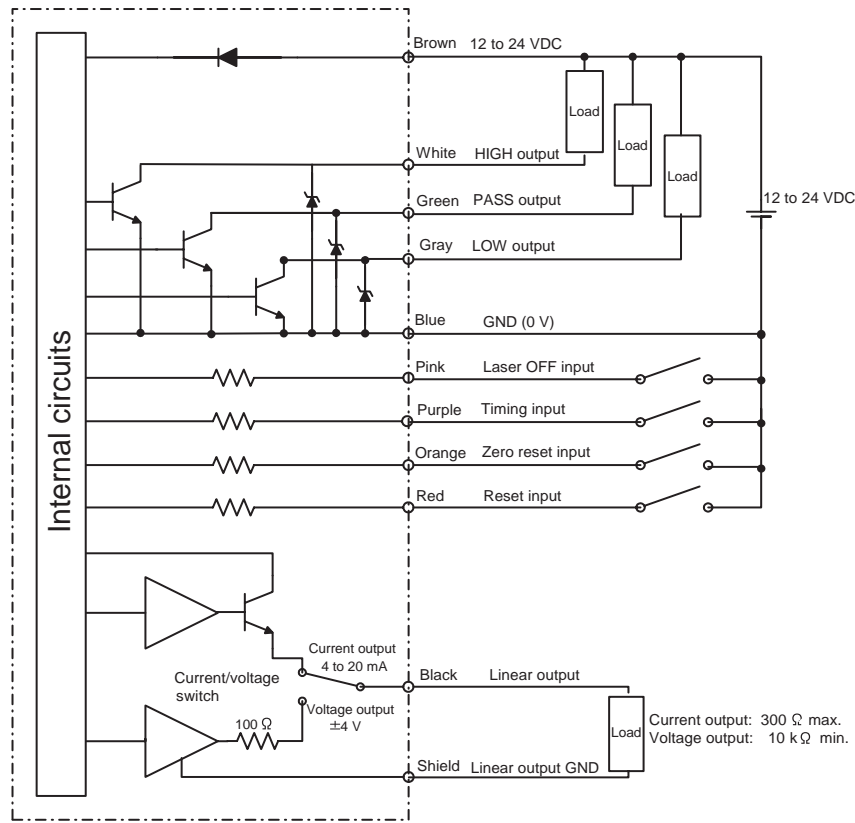 Brown 12 to 24 VDC
Load
Load
Load
White HIGH output
Green PASS output
12 to 24 VDC
Gray LOW output
Blue GND (0 V)
Internal circuits
Pink Laser OFF input
Purple Timing input
Orange Zero reset input
Red Reset input
Current output
4 to 20 mA
Current/voltage
switch
Black Linear output
Voltage output
±4 V
100 Ω
Load
Current output: 300 Ω max.
Voltage output: 10 kΩ min.
Shield Linear output GND